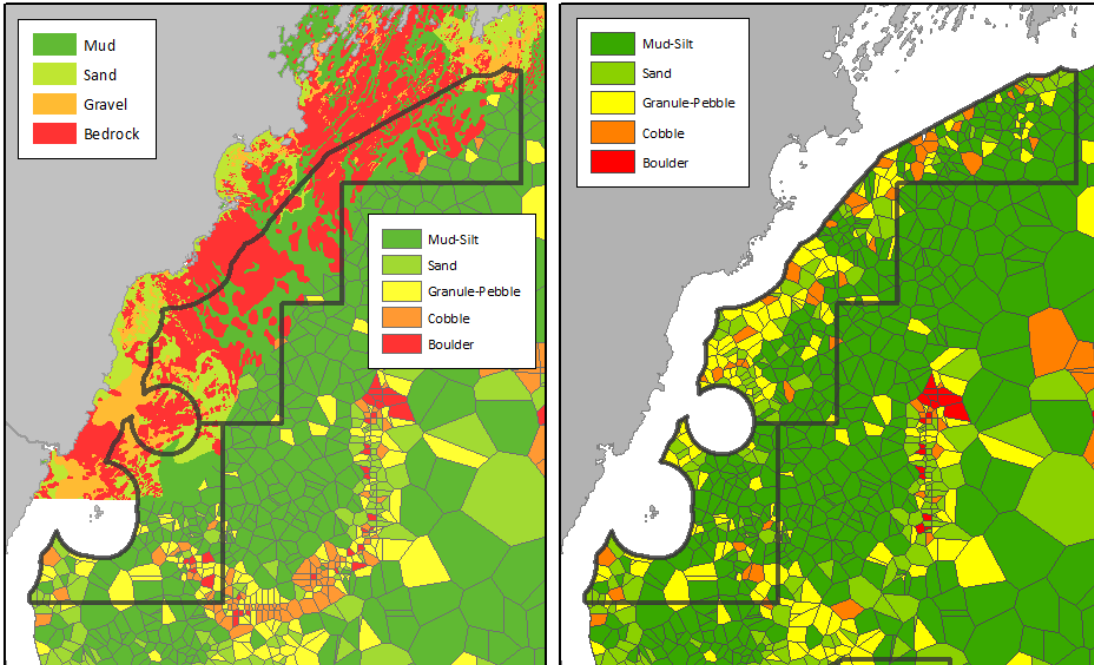 Mud
Sand
Gravel
Bedrock
Mud-Silt
Sand
Granule-Pebble
Cobble
Boulder
Mud-Silt
Sand
Granule-Pebble
Cobble
Boulder